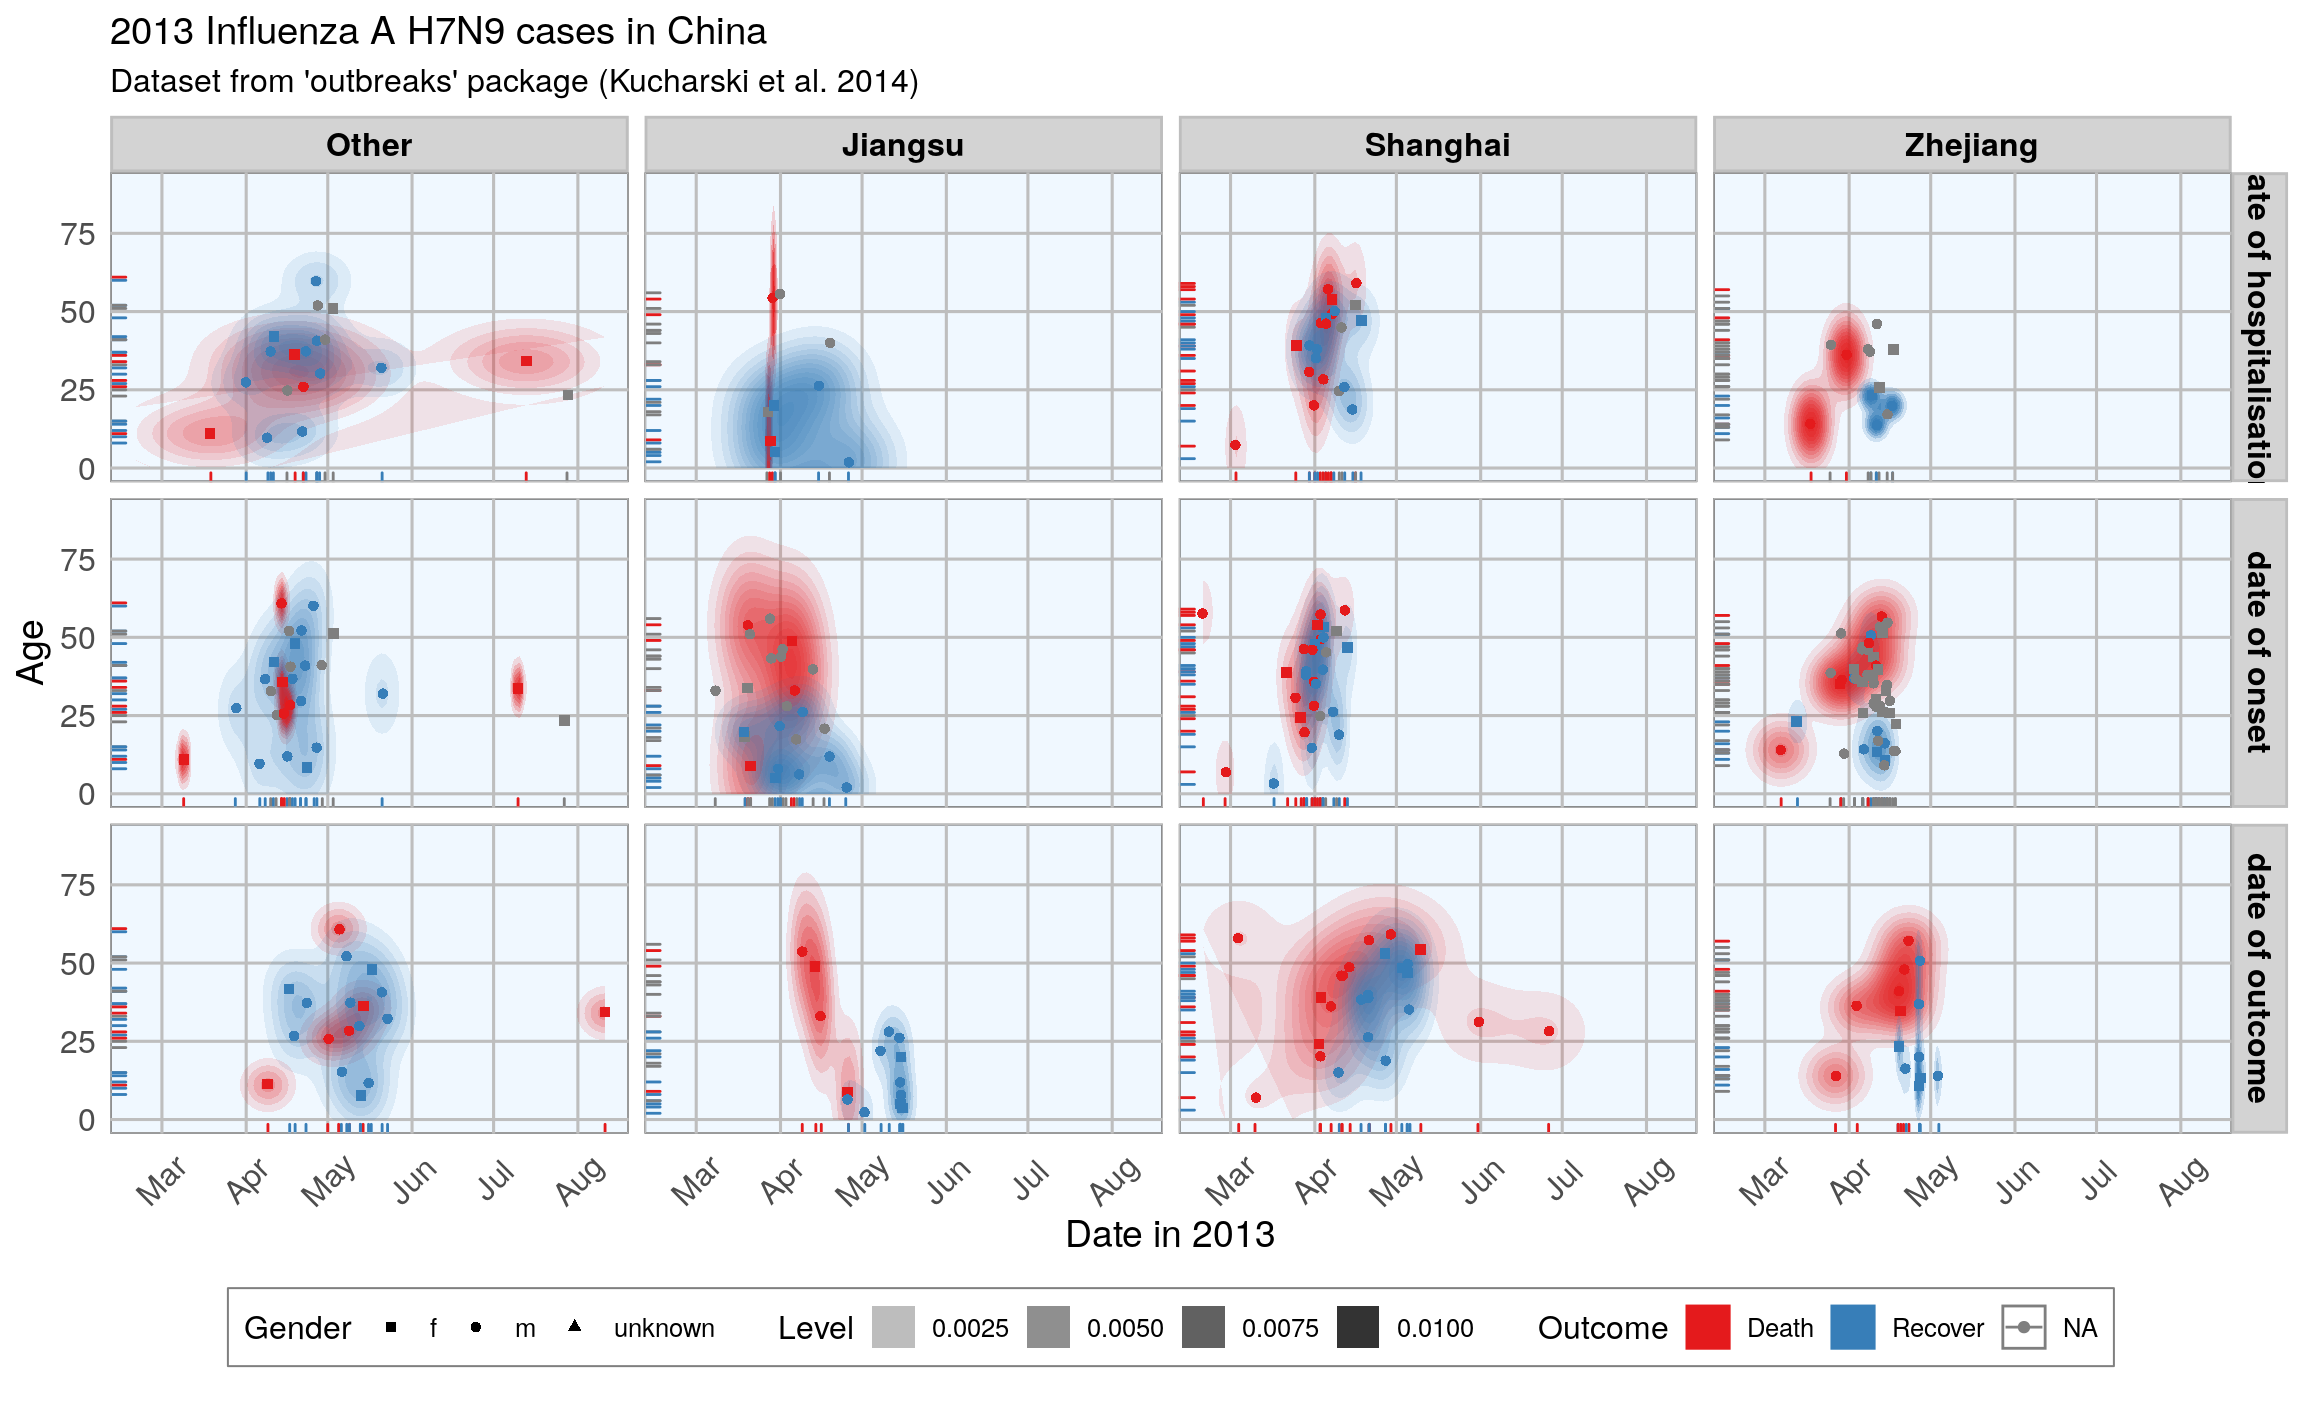 2013 Influenza A H7N9 cases in China
Dataset from 'outbreaks' package (Kucharski et al. 2014)
Other
Jiangsu
Shanghai
Zhejiang
75
50
25
0
ate of hospitalisation
75
50
25
0
date of onset
75
50
25
0
date of outcome
Age
Mar
Apr
May
Jun
Jul
Aug
Mar
Apr
May
Jun
Jul
Aug
Mar
Apr
May
Jun
Jul
Aug
Mar
Apr
May
Jun
Jul
Aug
Date in 2013
Gender f m unknown Level 0.0025 0.0050 0.0075 0.0100 Outcome Death Recover NA